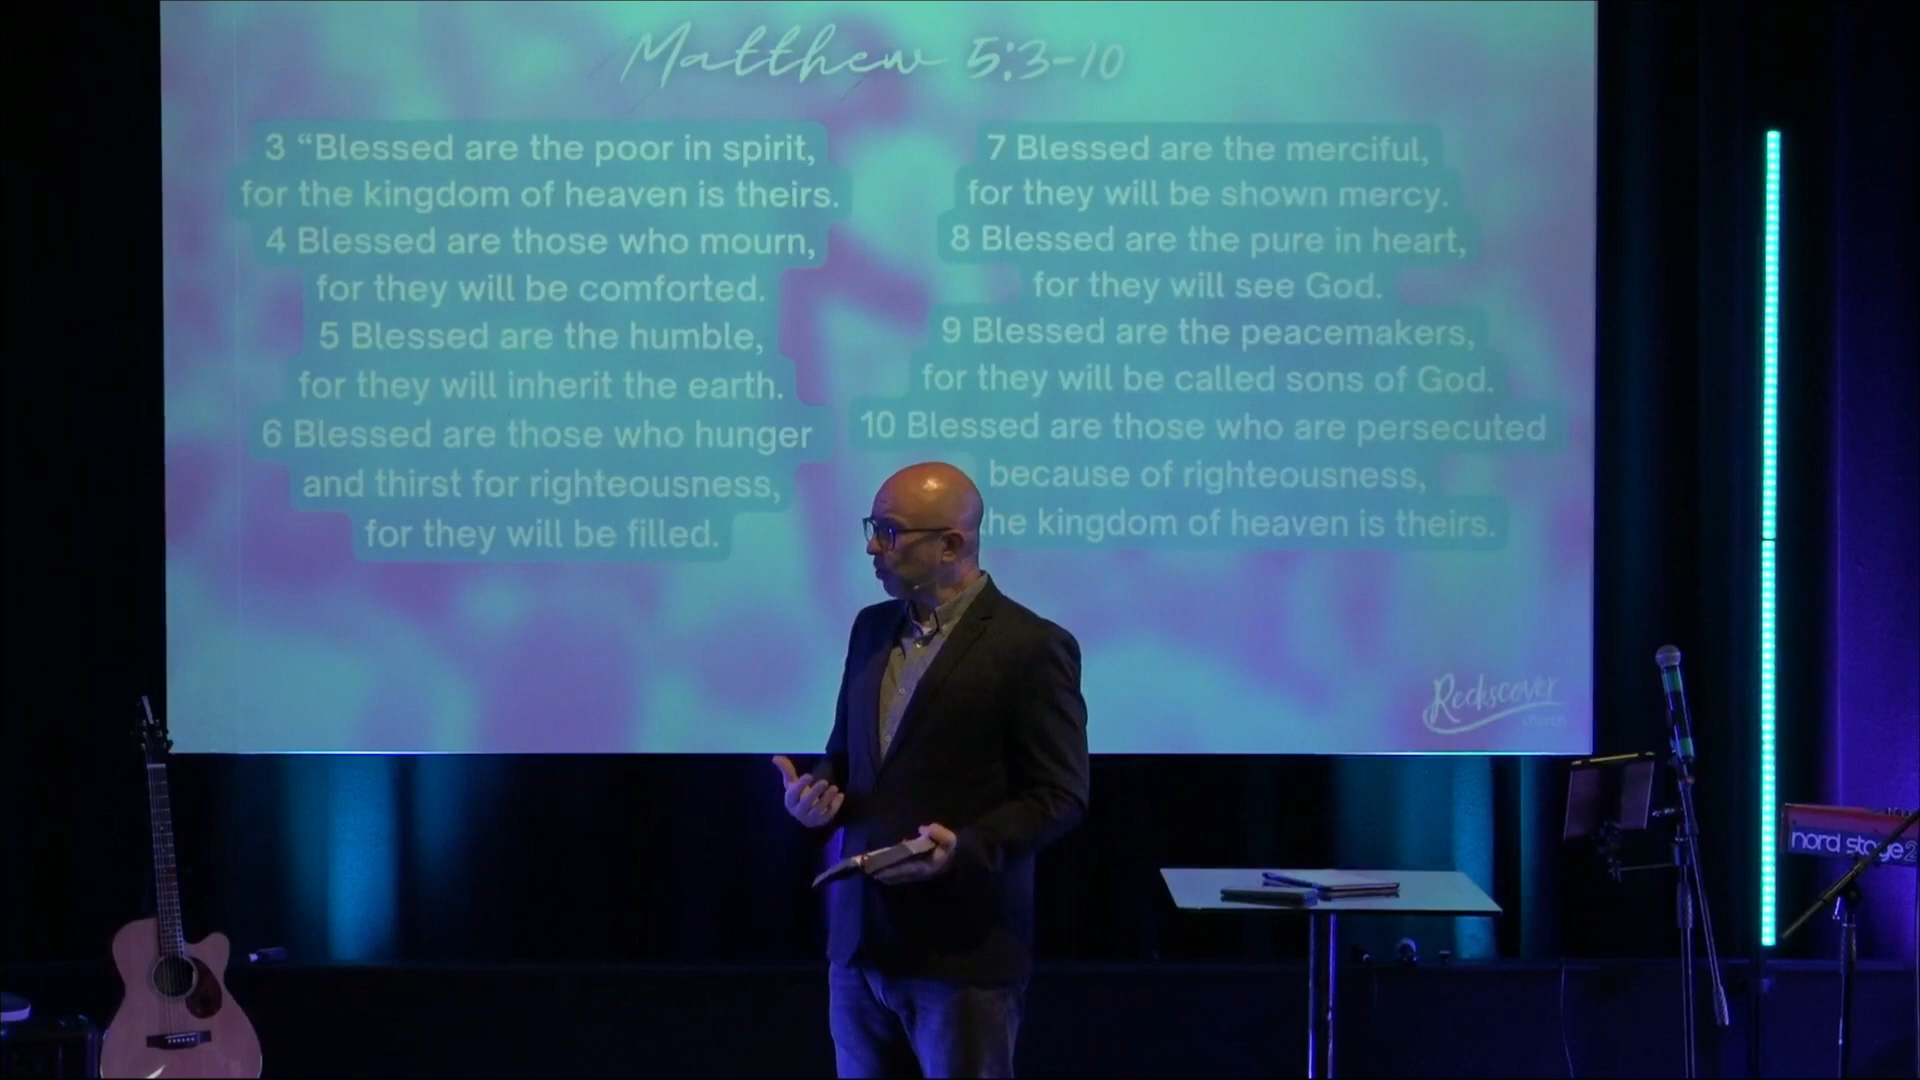 Matthew 5:3-10
3 “Blessed are the poor in spirit,
for the kingdom of heaven is theirs.
4 Blessed are those who mourn,
for they will be comforted.
5 Blessed are the humble,
for they will inherit the earth.
6 Blessed are those who hunger
and thirst for righteousness,
for they will be filled.
7 Blessed are the merciful,
for they will be shown mercy.
8 Blessed are the pure in heart,
for they will see God.
9 Blessed are the peacemakers,
for they will be called sons of God.
10 Blessed are those who are persecuted
because of righteousness,
he kingdom of heaven is theirs.
Rediscover
church
nord stage 2